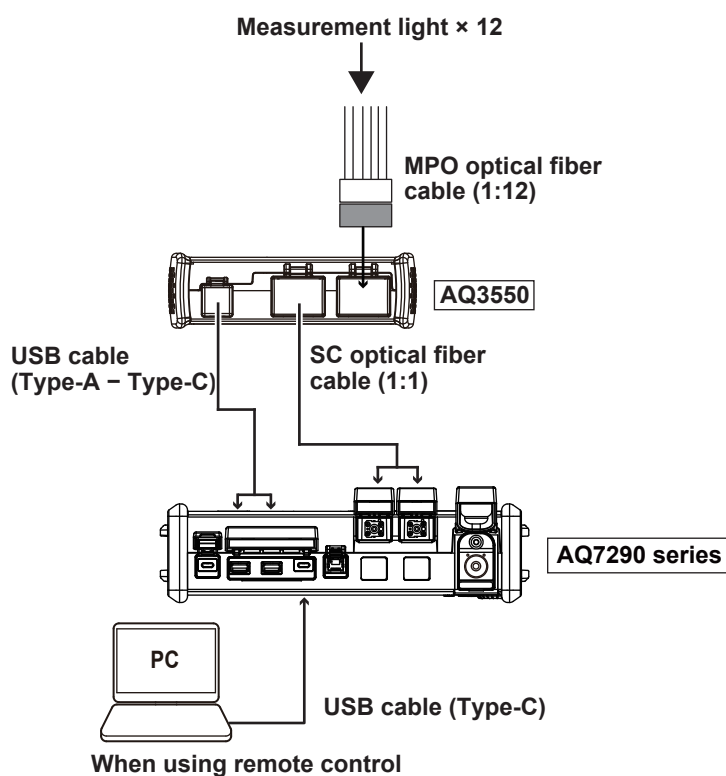 Measurement light × 12
MPO optical fiber
cable (1:12)
AQ3550
USB cable
(Type-A − Type-C)
SC optical fiber
cable (1:1)
AQ7290 series
PC
USB cable (Type-C)
When using remote control